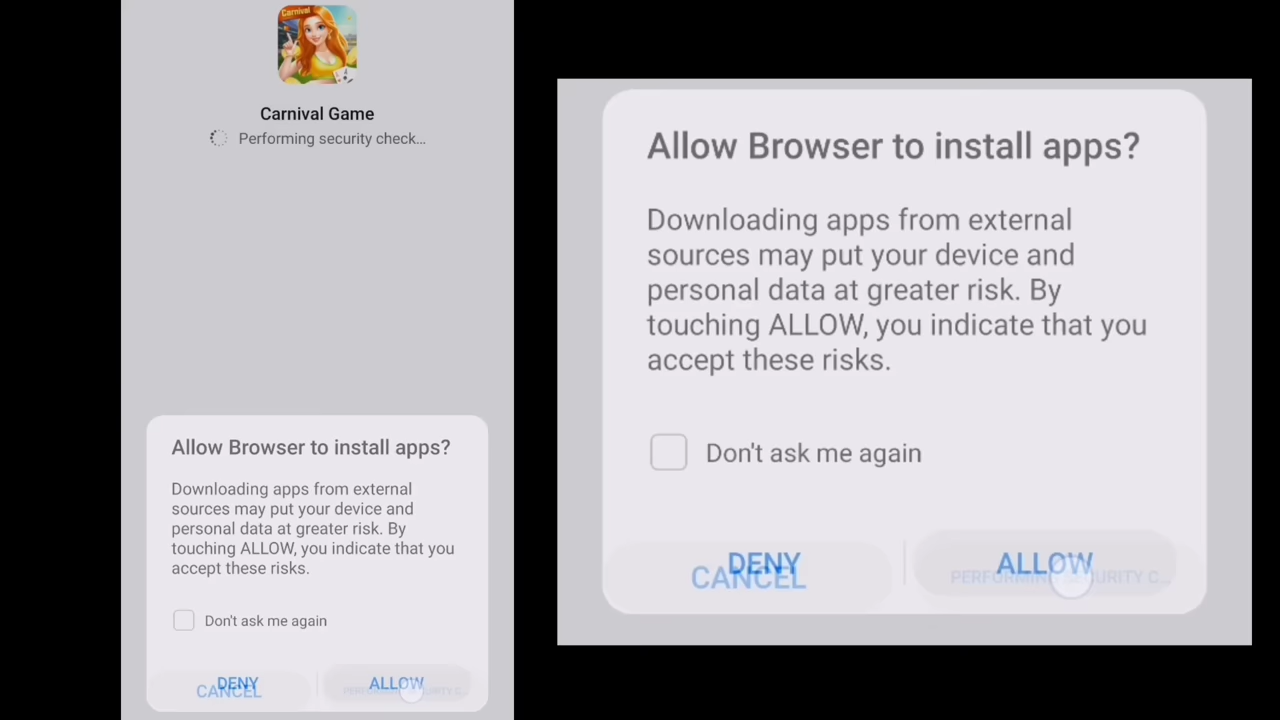 Carnival
Carnival Game
Performing security check...
Allow Browser to install apps?
Downloading apps from external
sources may put your device and
personal data at greater risk. By
touching ALLOW, you indicate that you
accept these risks.
Don't ask me again
DENY
ALLOW
CANCEL
PERFORMING SECURITY C...
Allow Browser to install apps?
Downloading apps from external
sources may put your device and
personal data at greater risk. By
touching ALLOW, you indicate that you
accept these risks.
Don't ask me again
DENY
ALLOW
CANCEL
PERFORMING SECURITY C...